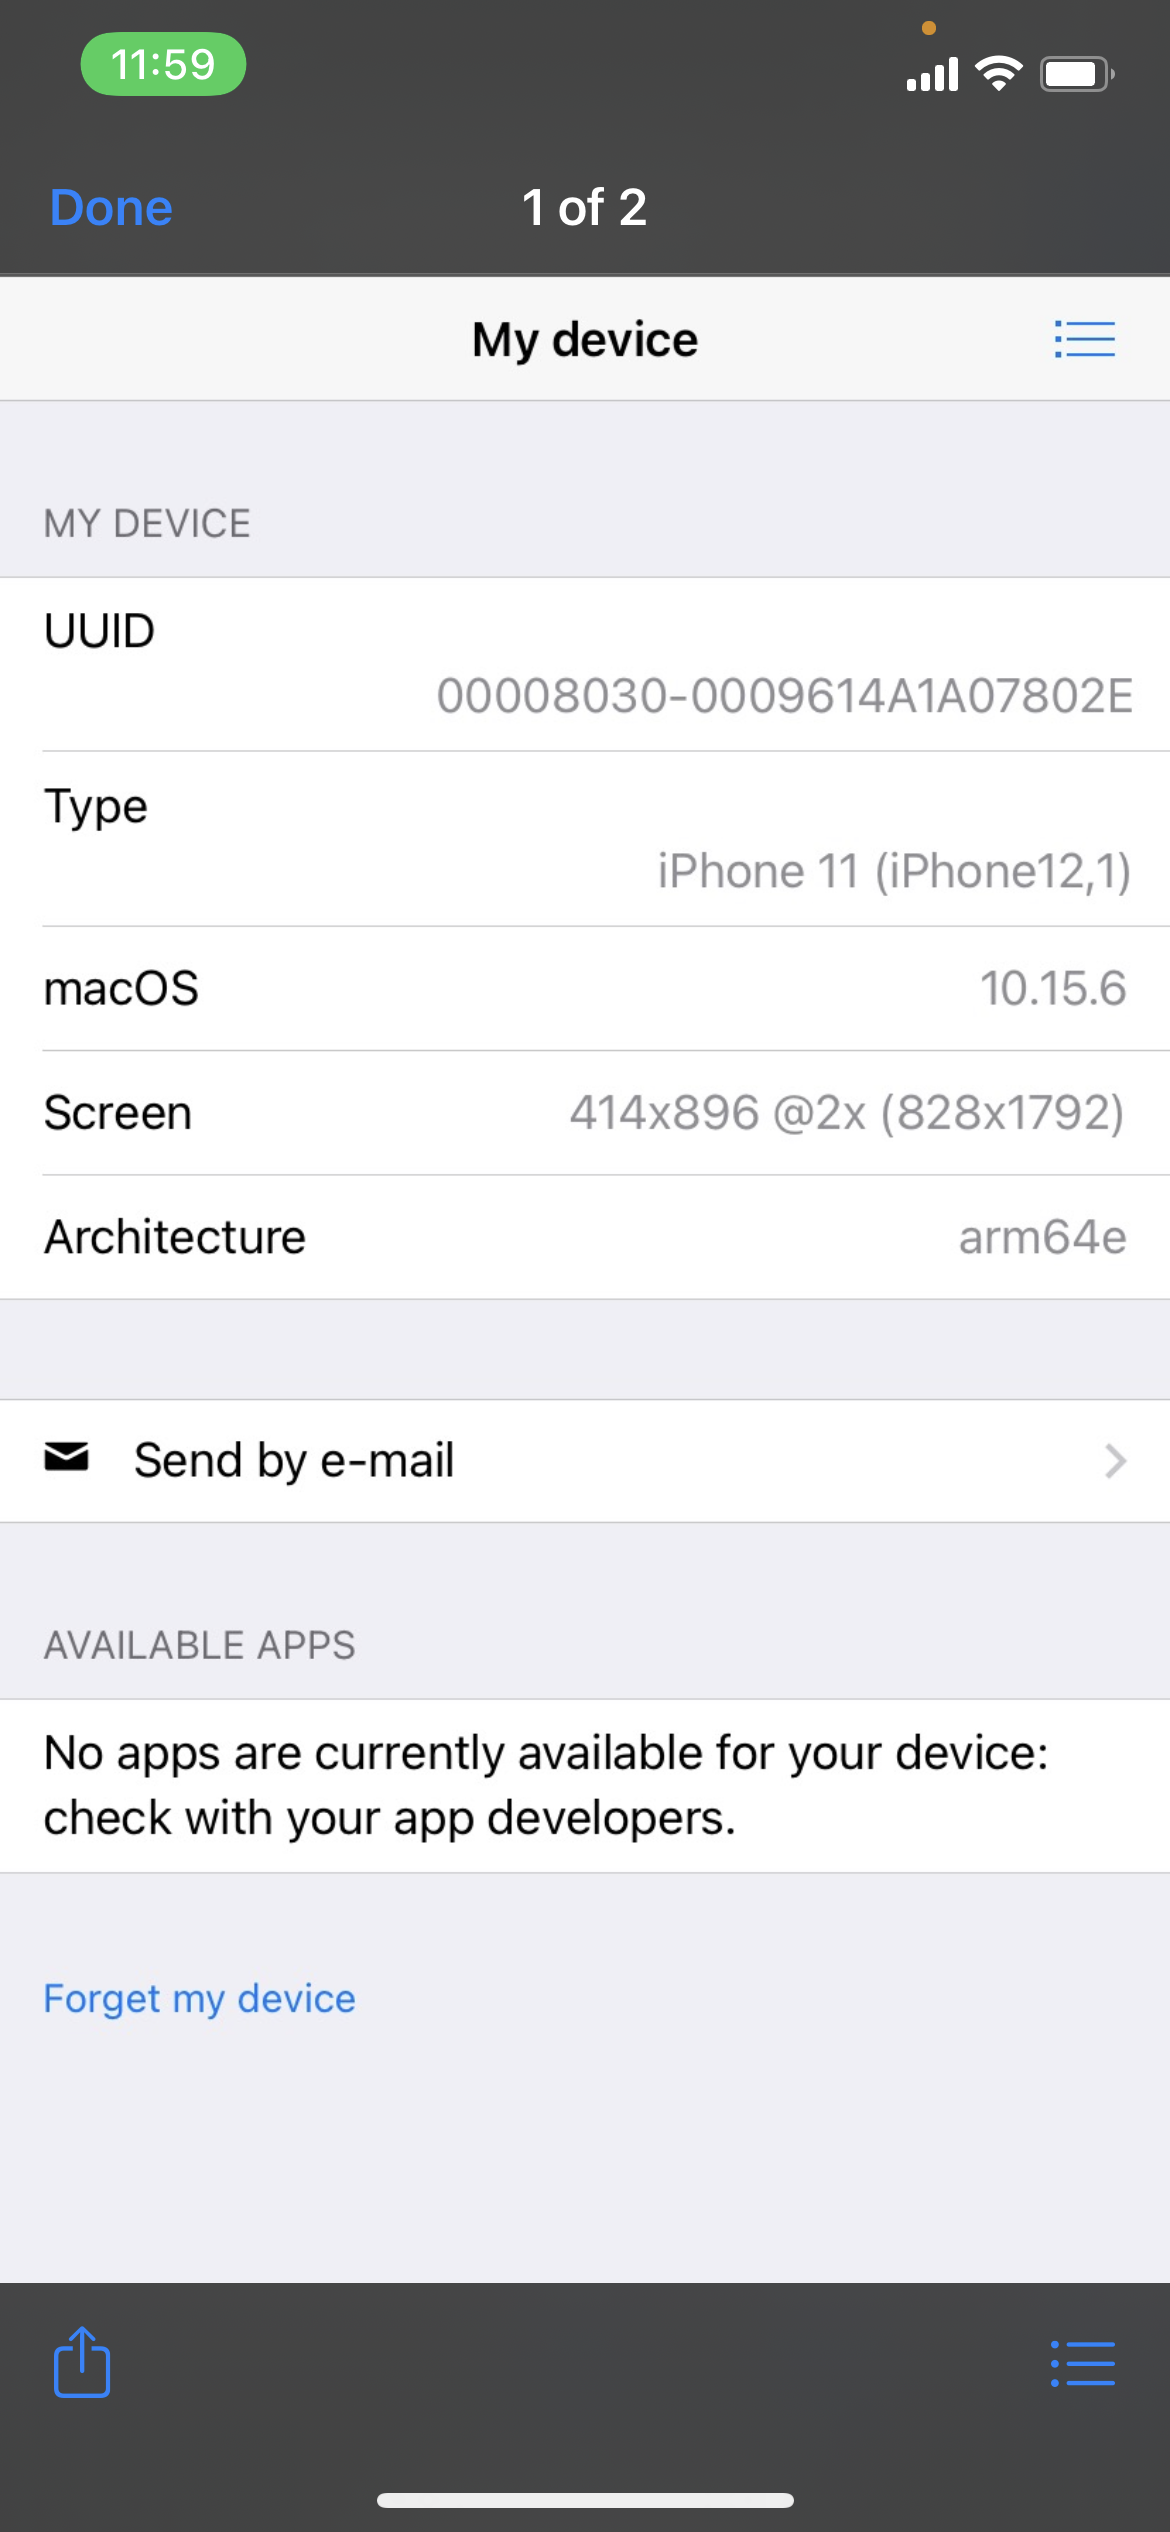 11:59
Done
1 of 2
My device
MY DEVICE
UUID
00008030-0009614A1A07802E
Type
iPhone 11 (iPhone12,1)
macOS 10.15.6
Screen 414x896 @2x (828x1792)
Architecture arm64e
Send by e-mail
AVAILABLE APPS
No apps are currently available for your device:
check with your app developers.
Forget my device